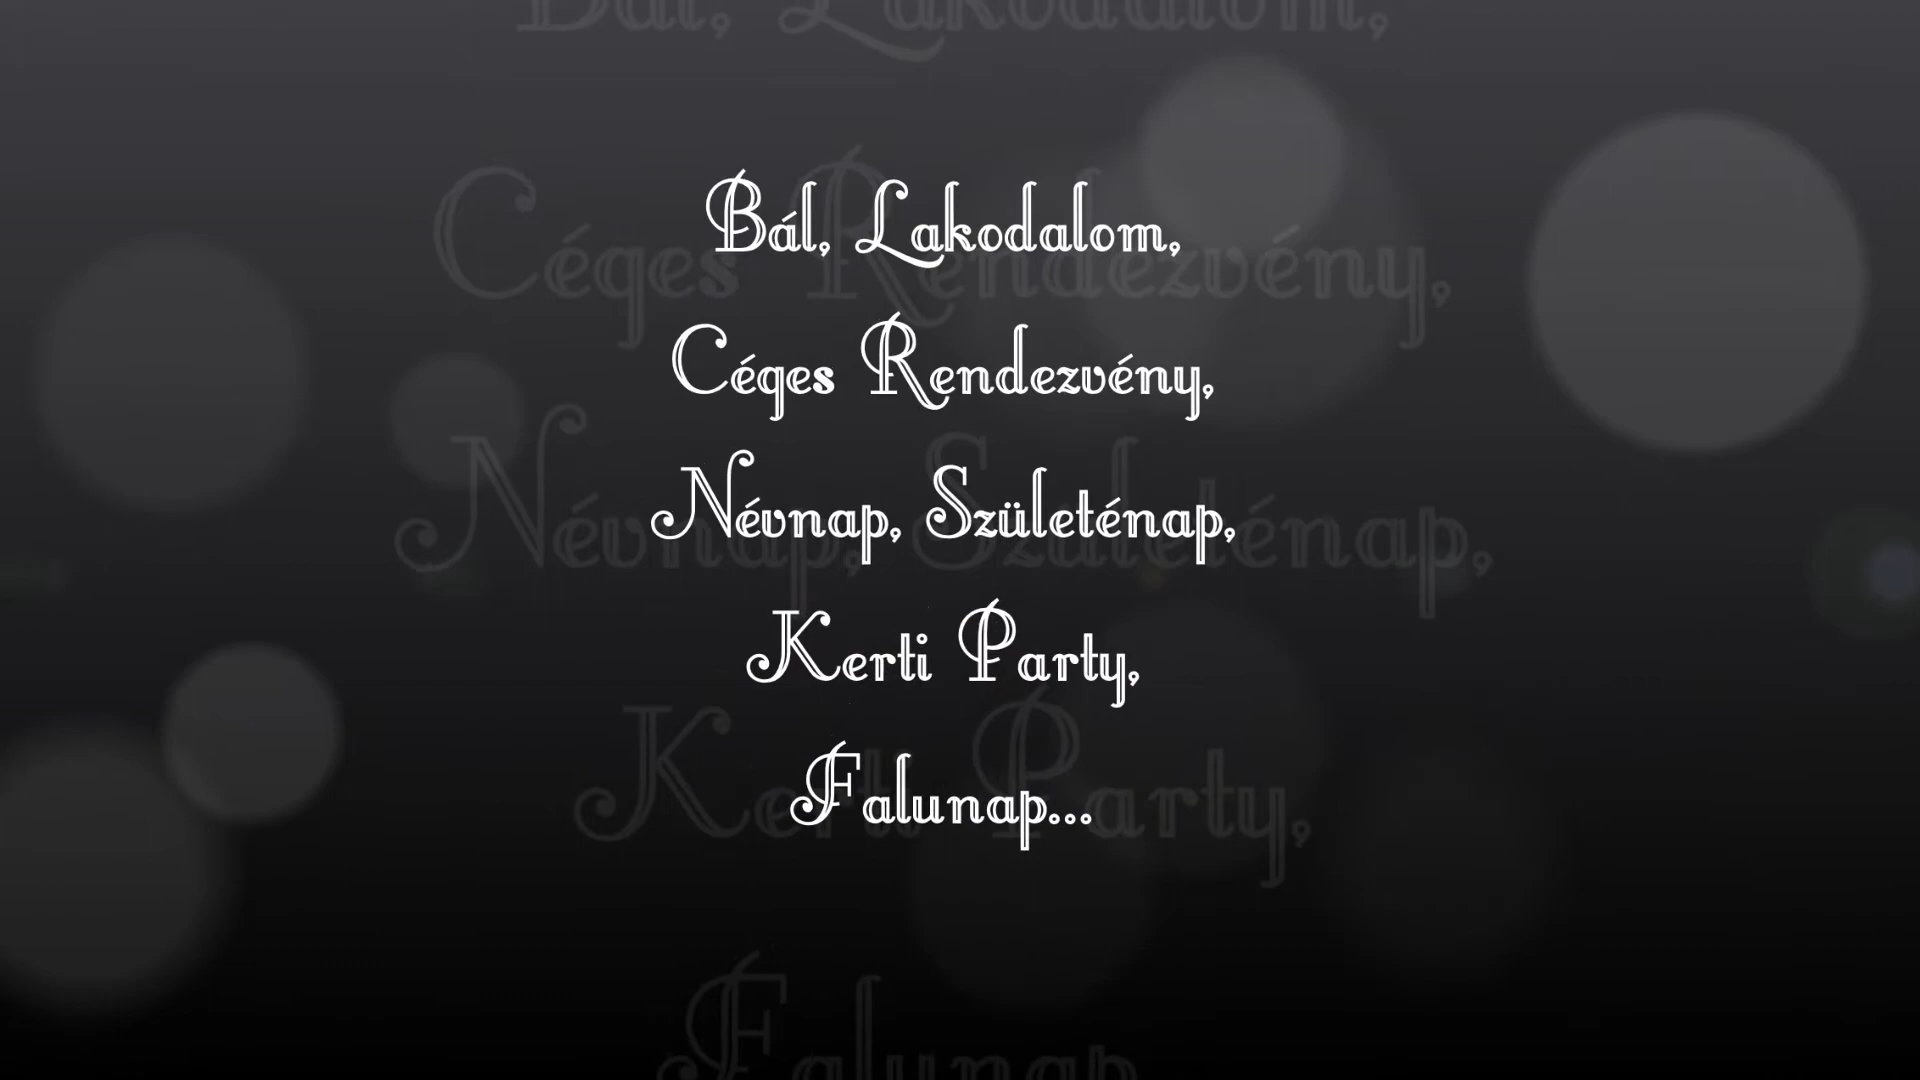 Bál, Lakodalom,
Céges Rendezvény,
Névnap, Születénap,
Kerti Party,
Falunap...